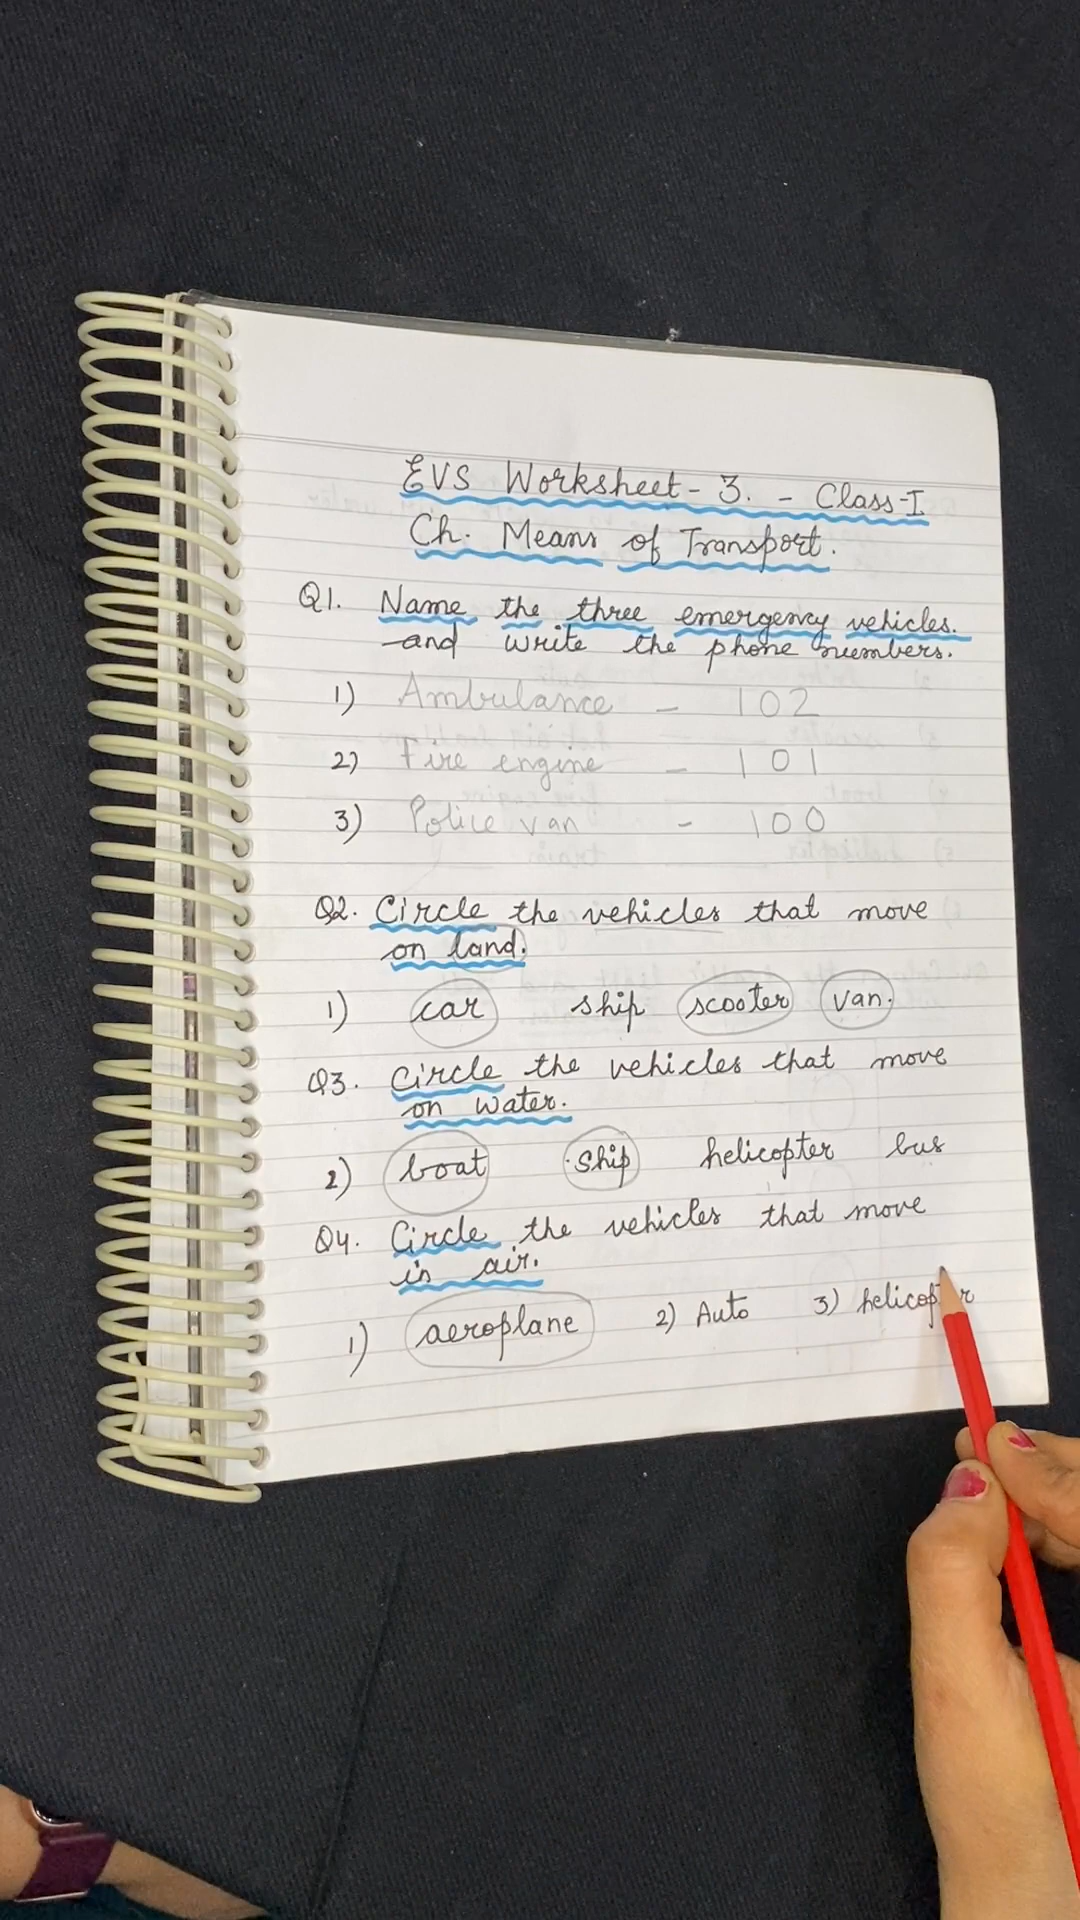 EVS Worksheet - 3. - Class-I
Ch. Means of Transport.
Q1. Name the three emergency vehicles.
and write the phone numbers.
1) Ambulance - 102
2) Fire engine - 101
3) Police van - 100
Q2. Circle the vehicles that move
on land.
1) car ship scooter van.
Q3. Circle the vehicles that move
on water.
2) boat ship helicopter bus
Q4. Circle the vehicles that move
in air.
1) aeroplane 2) Auto 3) helicopter